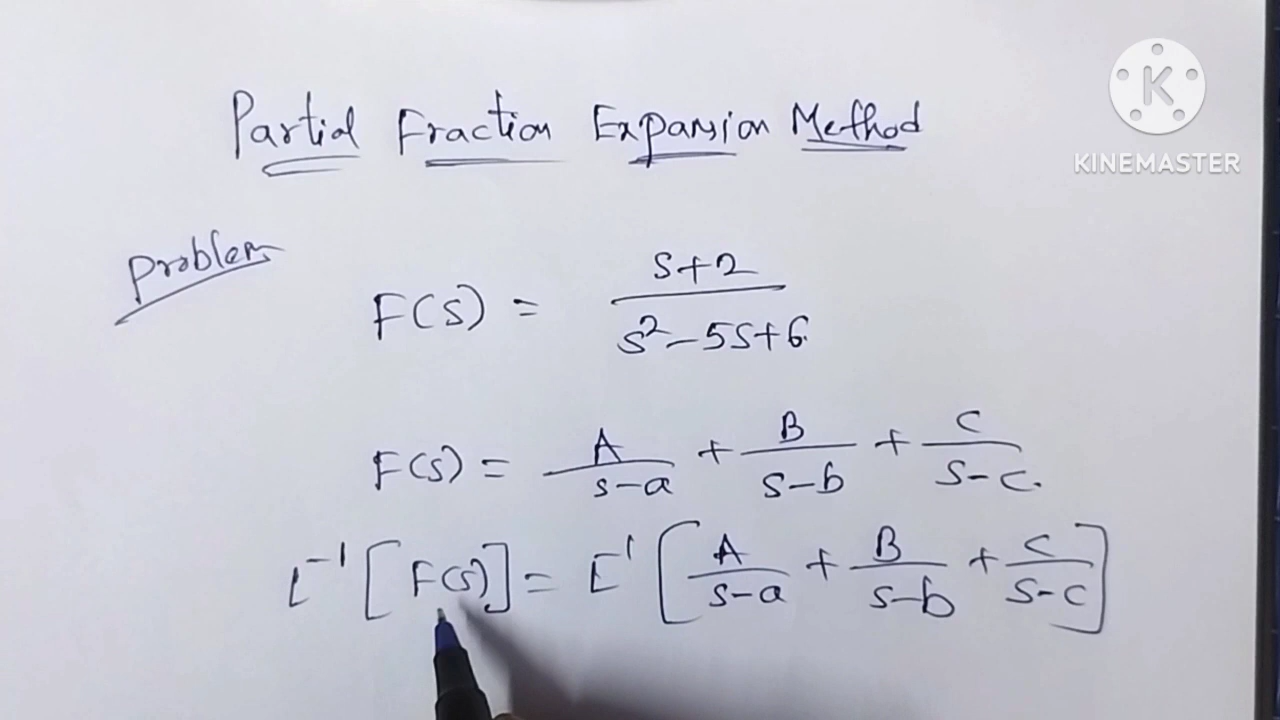 Partial Fraction Expansion Method
K
KINEMASTER
Problem
F(s) = s+2 / s²-5s+6
F(s) = A/s-a + B/s-b + C/s-c.
L⁻¹ [F(s)] = L⁻¹ [A/s-a + B/s-b + C/s-c]